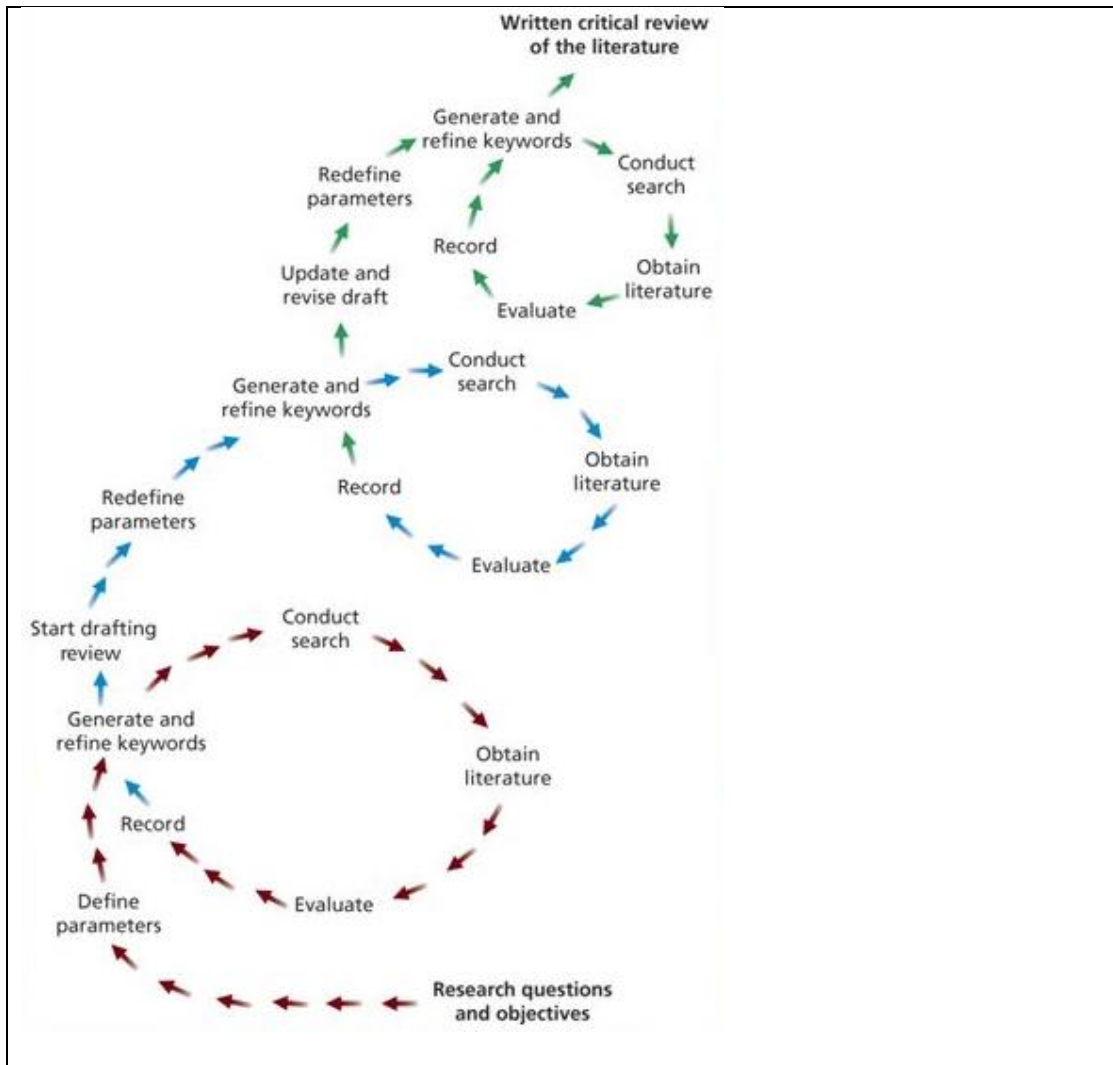 Written critical review
of the literature
Generate and
refine keywords
Conduct
search
Redefine
parameters
Record
Obtain
literature
Update and
revise draft
Evaluate
Conduct
search
Generate and
refine keywords
Obtain
literature
Record
Redefine
parameters
Evaluate
Conduct
search
Start drafting
review
Generate and
refine keywords
Obtain
literature
Record
Define
parameters
Evaluate
Research questions
and objectives